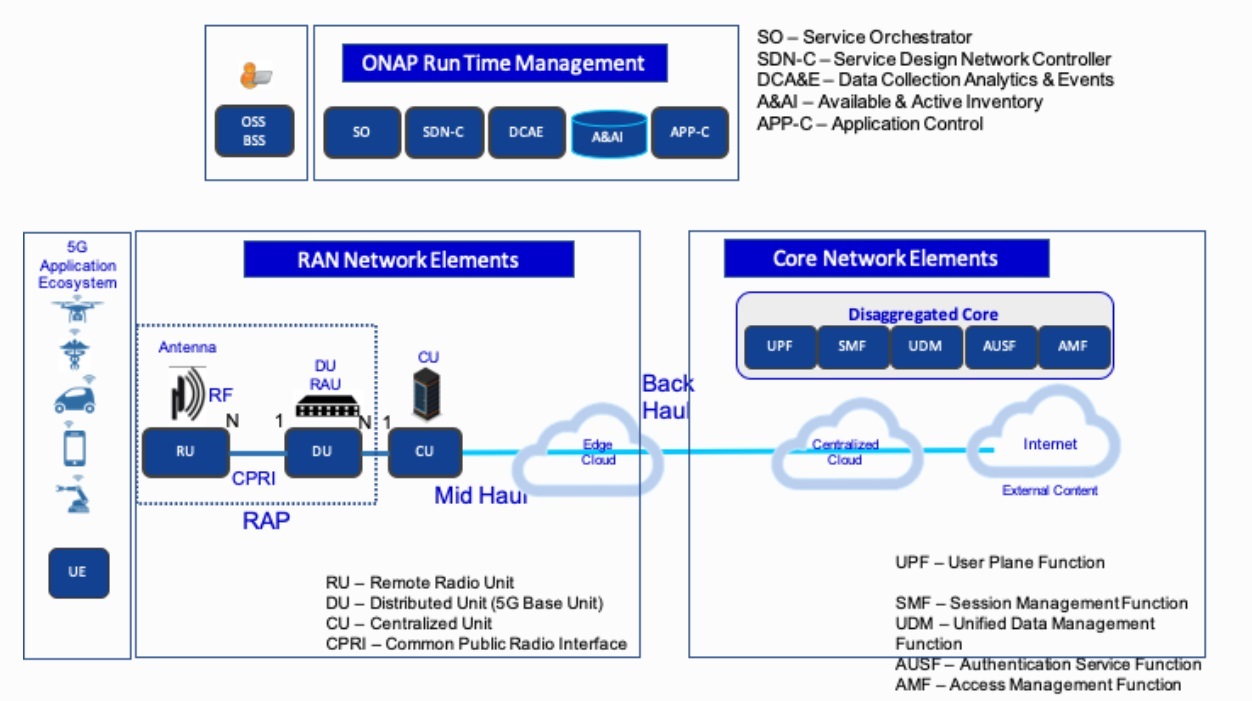 ONAP Run Time Management
OSS
BSS
SO
SDN-C
DCAE
A&AI
APP-C
SO – Service Orchestrator
SDN-C – Service Design Network Controller
DCA&E – Data Collection Analytics & Events
A&AI – Available & Active Inventory
APP-C – Application Control
5G
Application
Ecosystem
UE
RAN Network Elements
Antenna
RF
DU
RAU
CU
N
1
N
1
RU
DU
CU
CPRI
RAP
Mid Haul
Edge
Cloud
Back
Haul
RU – Remote Radio Unit
DU – Distributed Unit (5G Base Unit)
CU – Centralized Unit
CPRI – Common Public Radio Interface
Core Network Elements
Disaggregated Core
UPF
SMF
UDM
AUSF
AMF
Centralized
Cloud
Internet
External Content
UPF – User Plane Function
SMF – Session Management Function
UDM – Unified Data Management
Function
AUSF – Authentication Service Function
AMF – Access Management Function